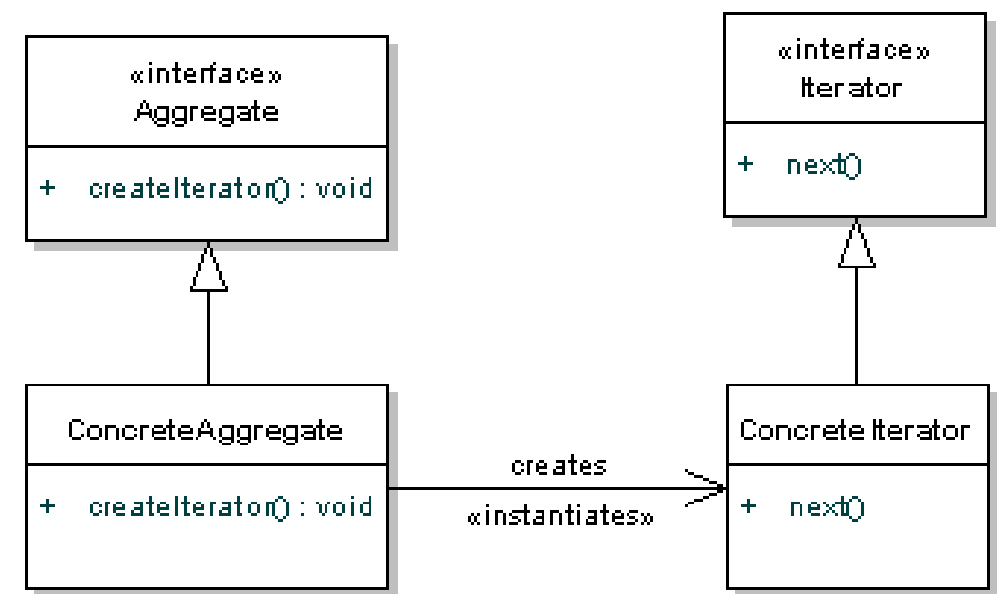 «interface»
Aggregate
+ createIterator() : void
«interface»
Iterator
+ next()
ConcreteAggregate
+ createIterator() : void
creates
«instantiates»
ConcreteIterator
+ next()